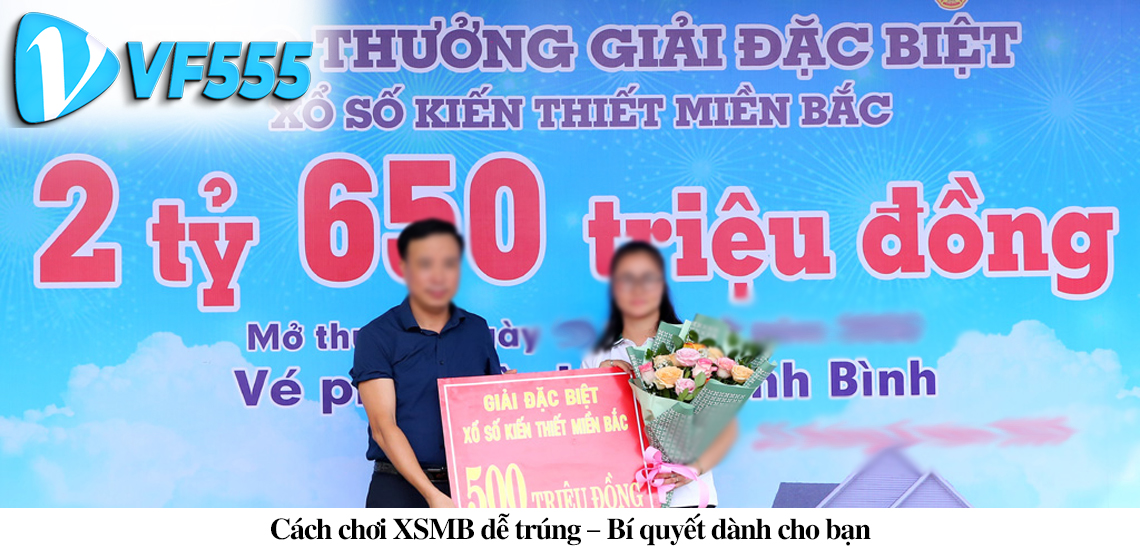 VF555
THƯỞNG GIẢI ĐẶC BIỆT
XỔ SỐ KIẾN THIẾT MIỀN BẮC
2 tỷ 650 triệu đồng
Mở
Vé
Bình
GIẢI ĐẶC BIỆT
XỔ SỐ KIẾN THIẾT MIỀN BẮC
500 TRIỆU ĐỒNG
Cách chơi XSMB dễ trúng – Bí quyết dành cho bạn